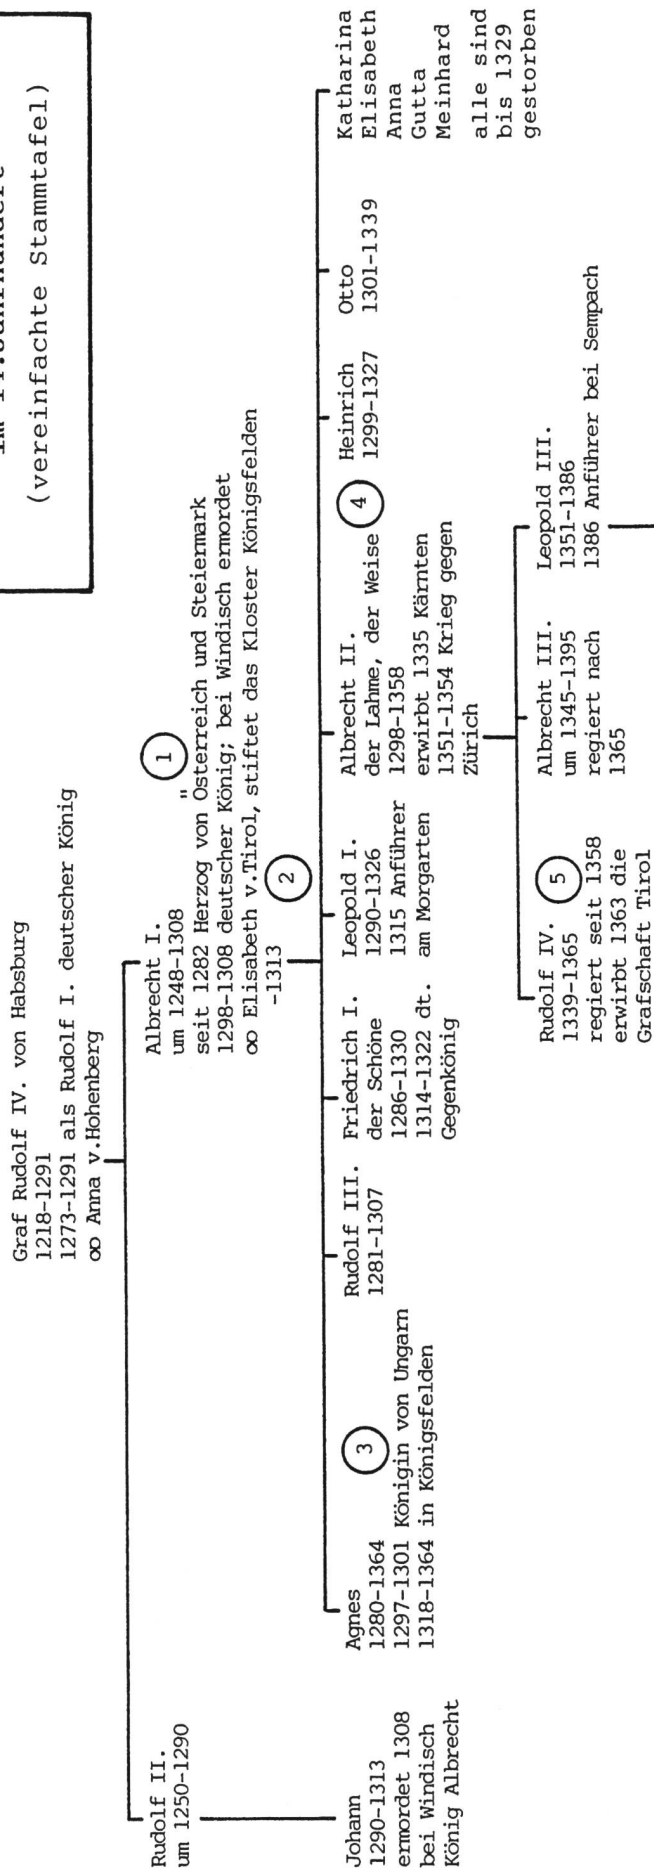 im 14.Jahrhundert
(vereinfachte Stammtafel)
Graf Rudolf IV. von Habsburg
1218-1291
1273-1291 als Rudolf I. deutscher König
∞ Anna v.Hohenberg
Rudolf II.
um 1250-1290
Albrecht I.
um 1248-1308
1
seit 1282 Herzog von Österreich und Steiermark
1298-1308 deutscher König; bei Windisch ermordet
∞ Elisabeth v.Tirol, stiftet das Kloster Königsfelden
-1313
2
Johann
1290-1313
ermordet 1308
bei Windisch
König Albrecht
Agnes
1280-1364
3
1297-1301 Königin von Ungarn
1318-1364 in Königsfelden
Rudolf III.
1281-1307
Friedrich I.
der Schöne
1286-1330
1314-1322 dt.
Gegenkönig
Leopold I.
1290-1326
1315 Anführer
am Morgarten
Albrecht II.
der Lahme, der Weise
4
1298-1358
erwirbt 1335 Kärnten
1351-1354 Krieg gegen
Zürich
Heinrich
1299-1327
Otto
1301-1339
Katharina
Elisabeth
Anna
Gutta
Meinhard
alle sind
bis 1329
gestorben
Rudolf IV.
1339-1365
5
regiert seit 1358
erwirbt 1363 die
Grafschaft Tirol
Albrecht III.
um 1345-1395
regiert nach
1365
Leopold III.
1351-1386
1386 Anführer bei Sempach